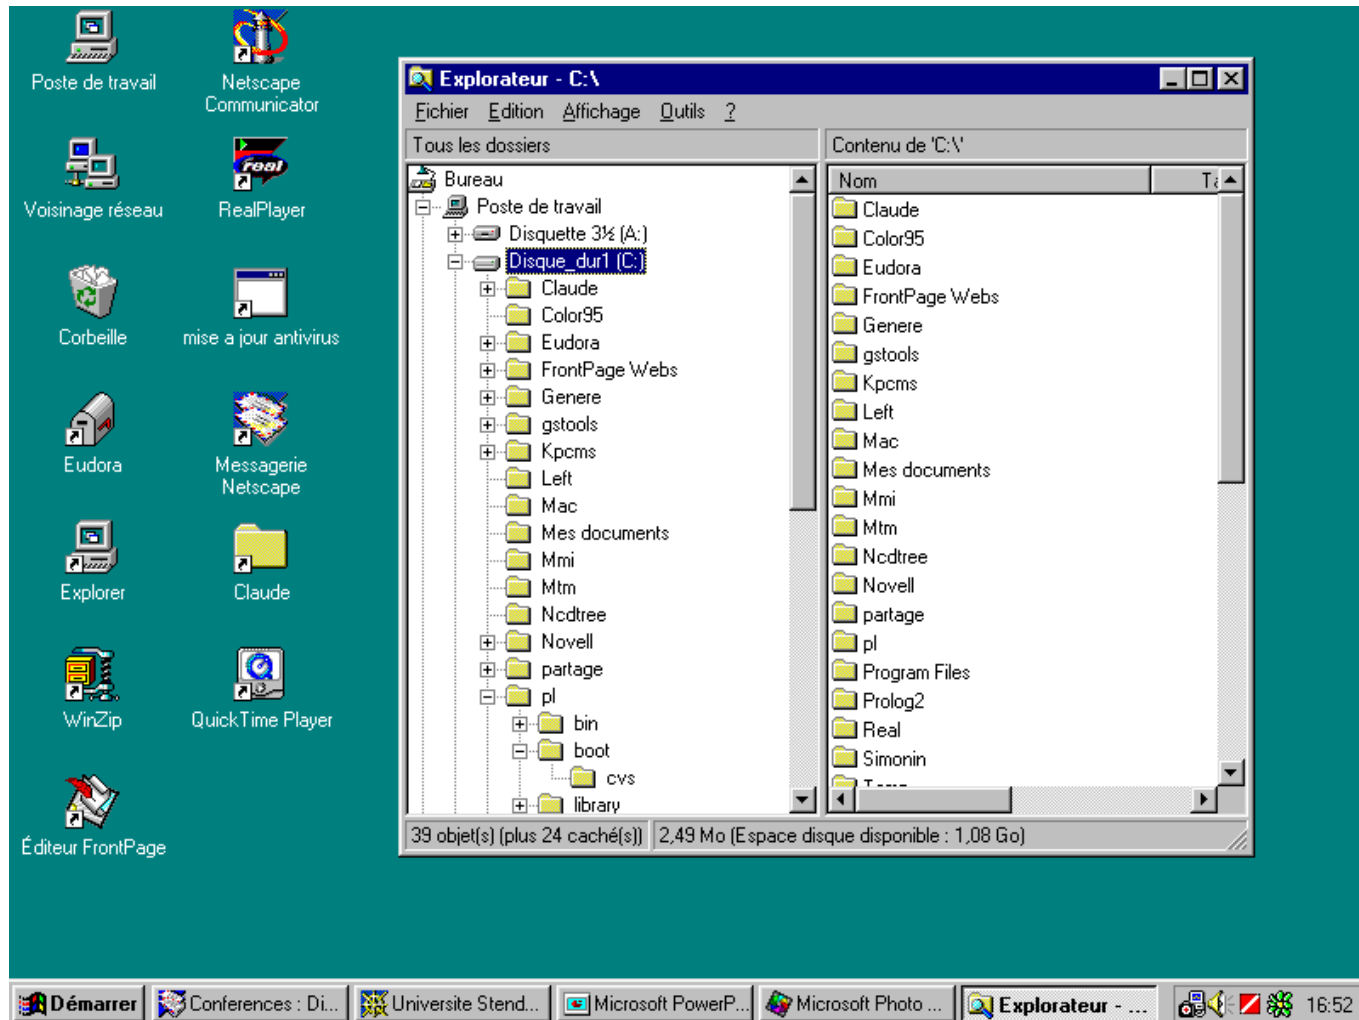 Poste de travail
Netscape
Communicator
Voisinage réseau
RealPlayer
real
Corbeille
mise a jour antivirus
Eudora
Messagerie
Netscape
Explorer
Claude
WinZip
QuickTime Player
Éditeur FrontPage
Explorateur - C:\
Fichier Edition Affichage Outils ?
Tous les dossiers
Bureau
Poste de travail
Disquette 3½ (A:)
Disque_dur1 (C:)
Claude
Color95
Eudora
FrontPage Webs
Genere
gstools
Kpcms
Left
Mac
Mes documents
Mmi
Mtm
Ncdtree
Novell
partage
pl
bin
boot
cvs
library
Contenu de 'C:\'
Nom
Claude
Color95
Eudora
FrontPage Webs
Genere
gstools
Kpcms
Left
Mac
Mes documents
Mmi
Mtm
Ncdtree
Novell
partage
pl
Program Files
Prolog2
Real
Simonin
39 objet(s) (plus 24 caché(s)) 2,49 Mo (Espace disque disponible : 1,08 Go)
Démarrer Conferences : Di... Universite Stend... Microsoft PowerP... Microsoft Photo ... Explorateur - ... 16:52